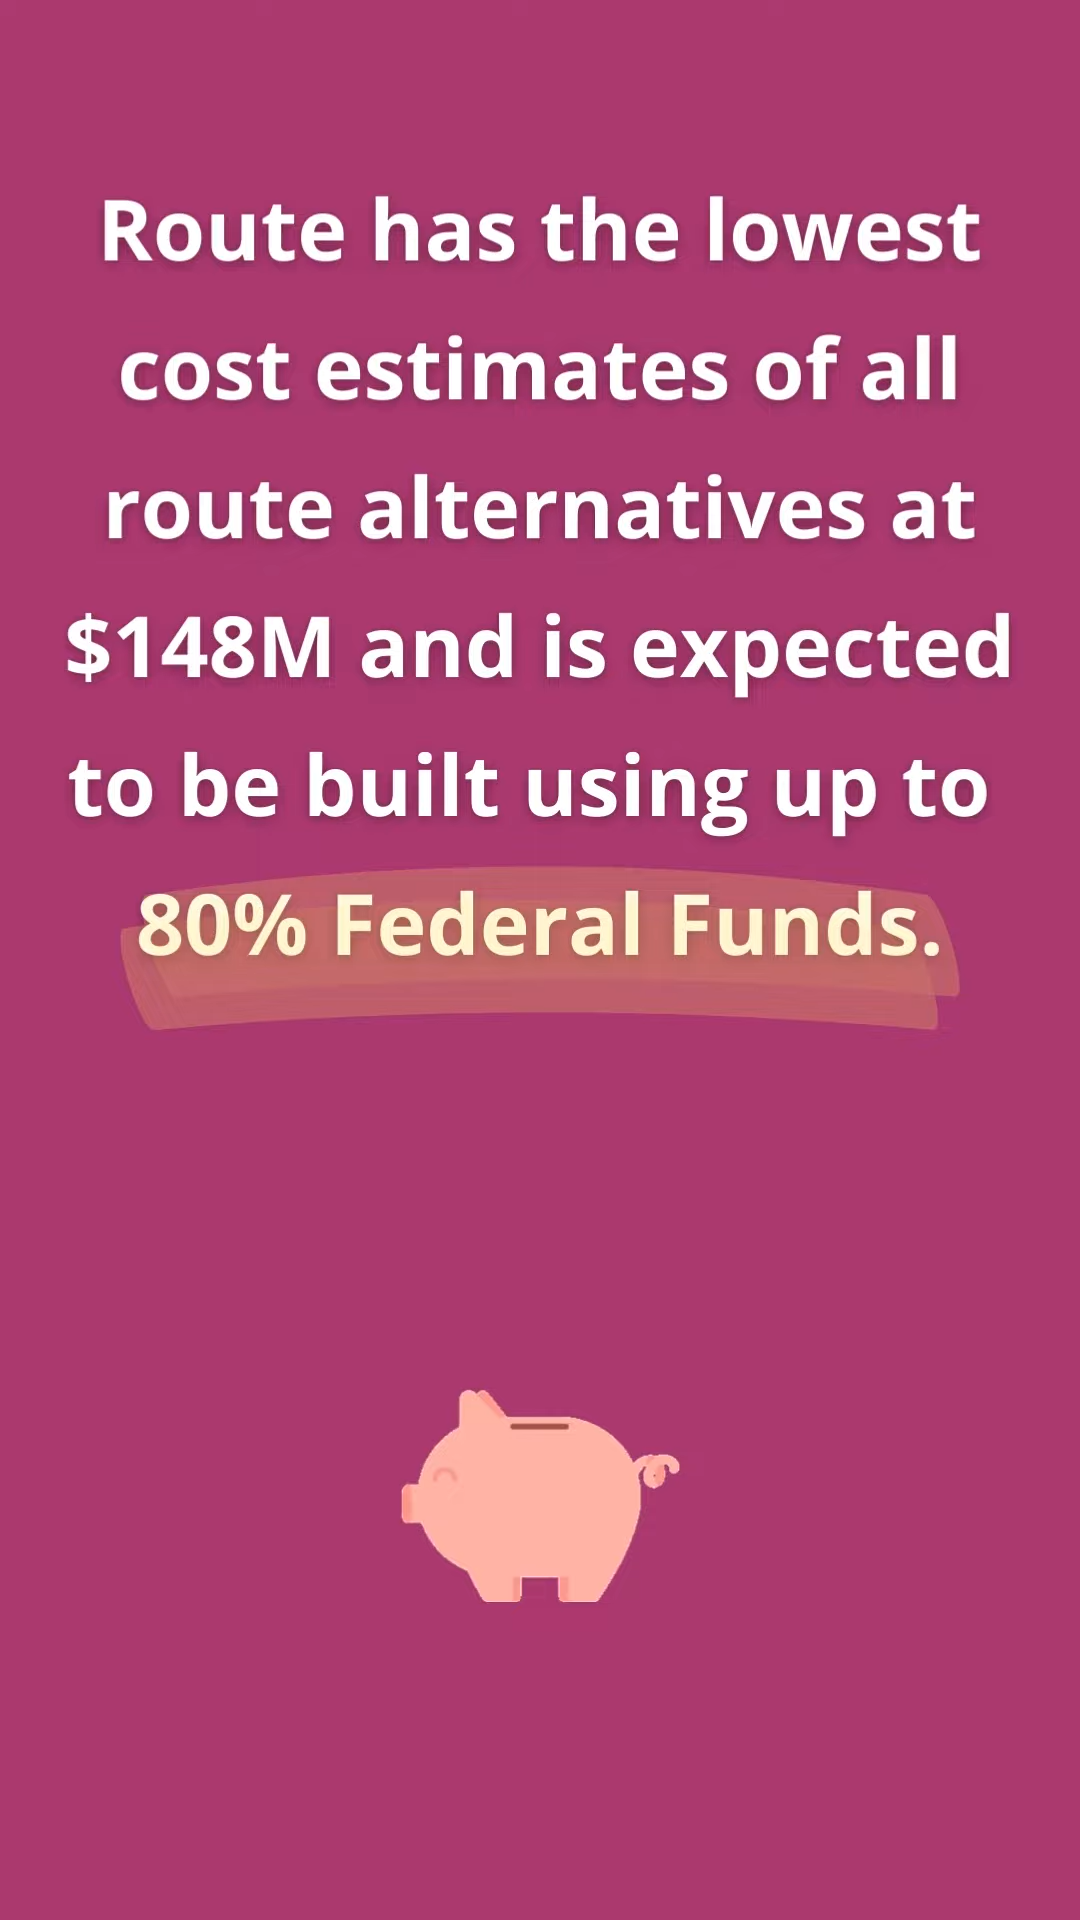 Route has the lowest
cost estimates of all
route alternatives at
$148M and is expected
to be built using up to
80% Federal Funds.